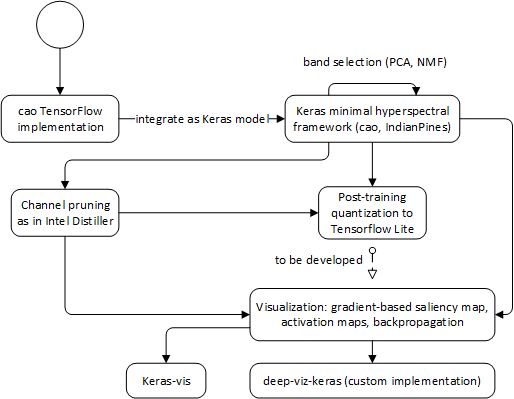 band selection (PCA, NMF)
cao TensorFlow
implementation
integrate as Keras model
Keras minimal hyperspectral
framework (cao, IndianPines)
Channel pruning
as in Intel Distiller
Post-training
quantization to
Tensorflow Lite
to be developed
Visualization: gradient-based saliency map,
activation maps, backpropagation
Keras-vis
deep-viz-keras (custom implementation)